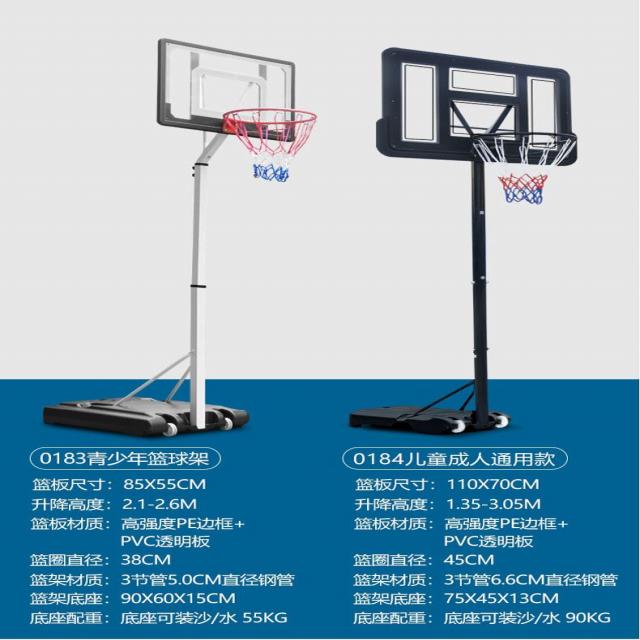 0183青少年篮球架
篮板尺寸：85X55CM
升降高度：2.1-2.6M
篮板材质：高强度PE边框+
PVC透明板
篮圈直径：38CM
篮架材质：3节管5.0CM直径钢管
篮架底座：90X60X15CM
底座配重：底座可装沙/水 55KG
0184儿童成人通用款
篮板尺寸：110X70CM
升降高度：1.35-3.05M
篮板材质：高强度PE边框+
PVC透明板
篮圈直径：45CM
篮架材质：3节管6.6CM直径钢管
篮架底座：75X45X13CM
底座配重：底座可装沙/水 90KG